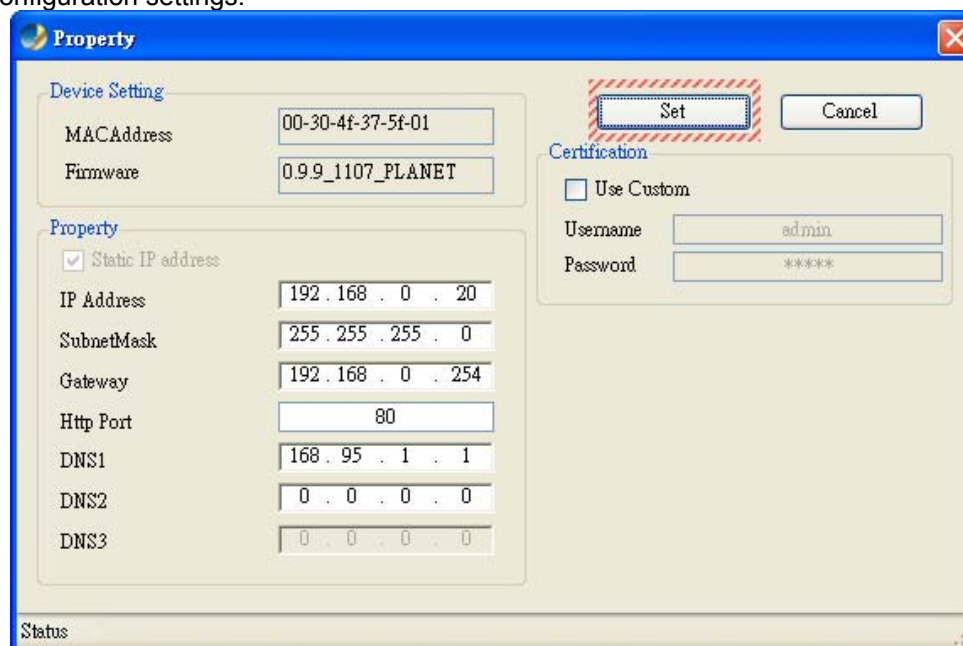 onfiguration settings.
Property
Device Setting
MACAddress 00-30-4f-37-5f-01
Firmware 0.9.9_1107_PLANET
Property
Static IP address
IP Address 192 . 168 . 0 . 20
SubnetMask 255 . 255 . 255 . 0
Gateway 192 . 168 . 0 . 254
Http Port 80
DNS1 168 . 95 . 1 . 1
DNS2 0 . 0 . 0 . 0
DNS3 0 . 0 . 0 . 0
Set Cancel
Certification
Use Custom
Username admin
Password *****
Status